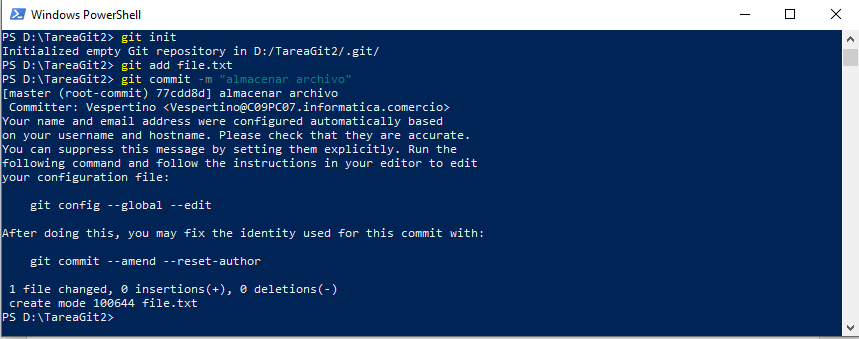 Windows PowerShell
PS D:\TareaGit2> git init
Initialized empty Git repository in D:/TareaGit2/.git/
PS D:\TareaGit2> git add file.txt
PS D:\TareaGit2> git commit -m "almacenar archivo"
[master (root-commit) 77cdd8d] almacenar archivo
 Committer: Vespertino <Vespertino@C09PC07.informatica.comercio>
Your name and email address were configured automatically based
on your username and hostname. Please check that they are accurate.
You can suppress this message by setting them explicitly. Run the
following command and follow the instructions in your editor to edit
your configuration file:

    git config --global --edit

After doing this, you may fix the identity used for this commit with:

    git commit --amend --reset-author

 1 file changed, 0 insertions(+), 0 deletions(-)
 create mode 100644 file.txt
PS D:\TareaGit2>